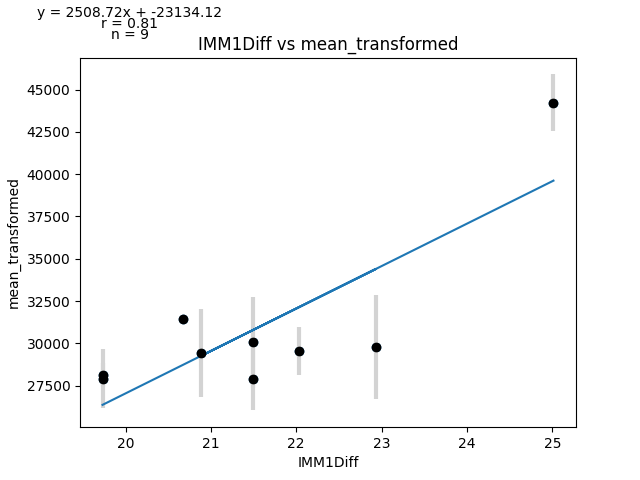 y = 2508.72x + -23134.12
r = 0.81
n = 9
IMM1Diff vs mean_transformed
45000
42500
40000
37500
35000
32500
30000
27500
mean_transformed
20 21 22 23 24 25
IMM1Diff